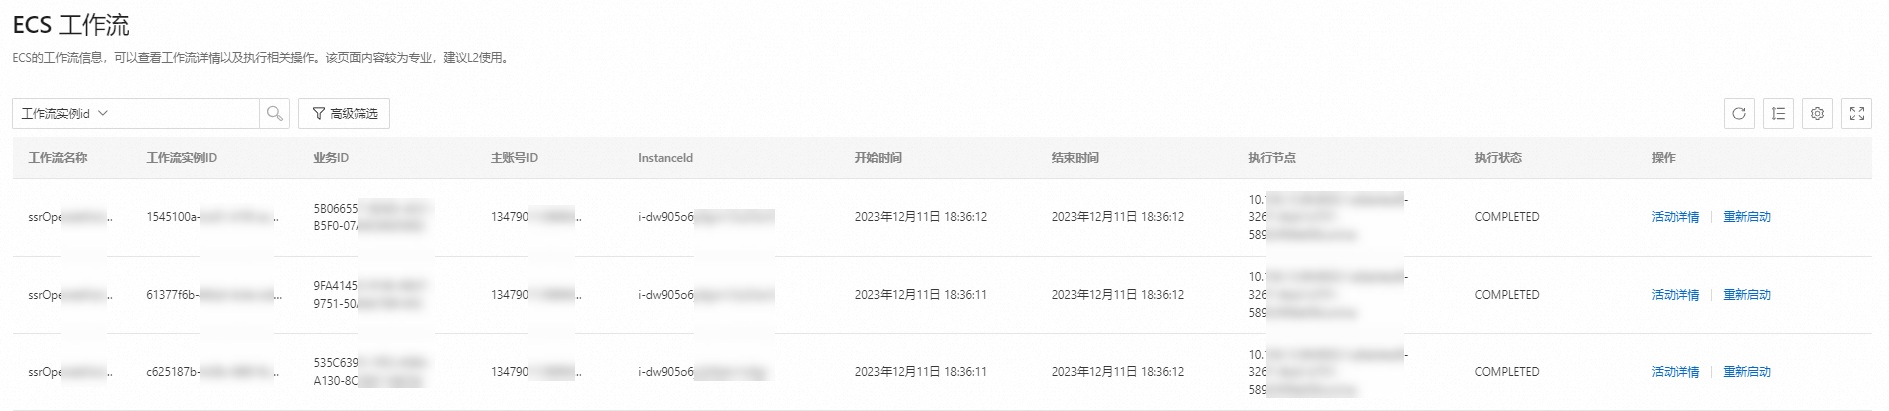 ECS 工作流
ECS的工作流信息，可以查看工作流详情以及执行相关操作。该页面内容较为专业，建议L2使用。
工作流实例id 高级筛选
工作流名称 工作流实例ID 业务ID 主账号ID InstanceId 开始时间 结束时间 执行节点 执行状态 操作
ssrOpe .. 1545100a- .. 5B06655 B5F0-07 134790 .. i-dw905o6 2023年12月11日 18:36:12 2023年12月11日 18:36:12 10. - 326 589 COMPLETED 活动详情 重新启动
ssrOpe .. 61377f6b- ... 9FA4145 9751-50 134790 .. i-dw905o6 2023年12月11日 18:36:11 2023年12月11日 18:36:12 10. - 326 589 COMPLETED 活动详情 重新启动
ssrOpe .. c625187b- .. 535C639 A130-8C 134790 .. i-dw905o6 2023年12月11日 18:36:11 2023年12月11日 18:36:12 10. - 326 589 COMPLETED 活动详情 重新启动